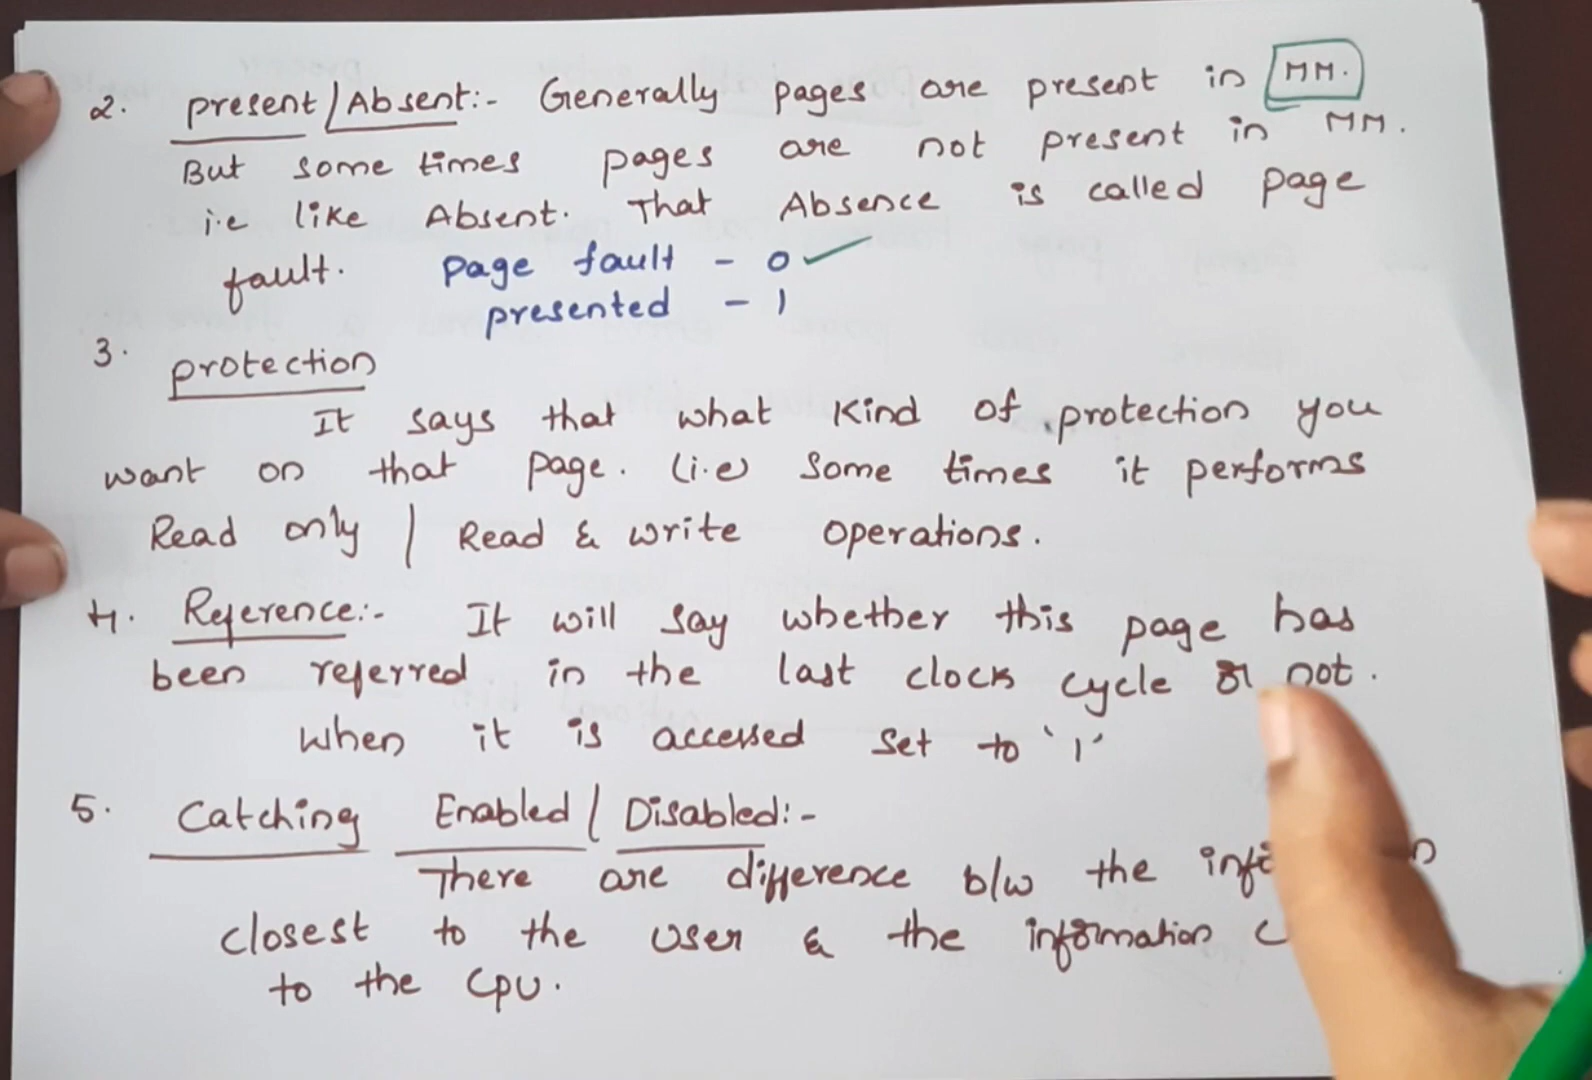 2. present/Absent:- Generally pages are present in MM.
But some times pages are not present in MM.
i.e like Absent. That Absence is called page
fault. page fault - 0 ✓
presented - 1
3. protection
It says that what kind of protection you
want on that page. (i.e) Some times it performs
Read only / Read & write operations.
4. Reference:- It will say whether this page has
been referred in the last clock cycle or not.
when it is accessed set to '1'
5. Catching Enabled/Disabled:-
There are difference b/w the
closest to the user & the information
to the CPU.